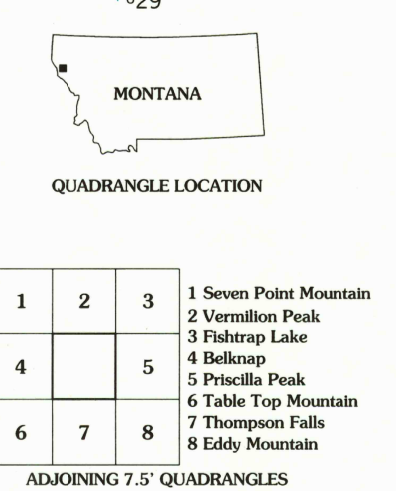 029
MONTANA
QUADRANGLE LOCATION
1 2 3
4 5
6 7 8
1 Seven Point Mountain
2 Vermilion Peak
3 Fishtrap Lake
4 Belknap
5 Priscilla Peak
6 Table Top Mountain
7 Thompson Falls
8 Eddy Mountain
ADJOINING 7.5' QUADRANGLES